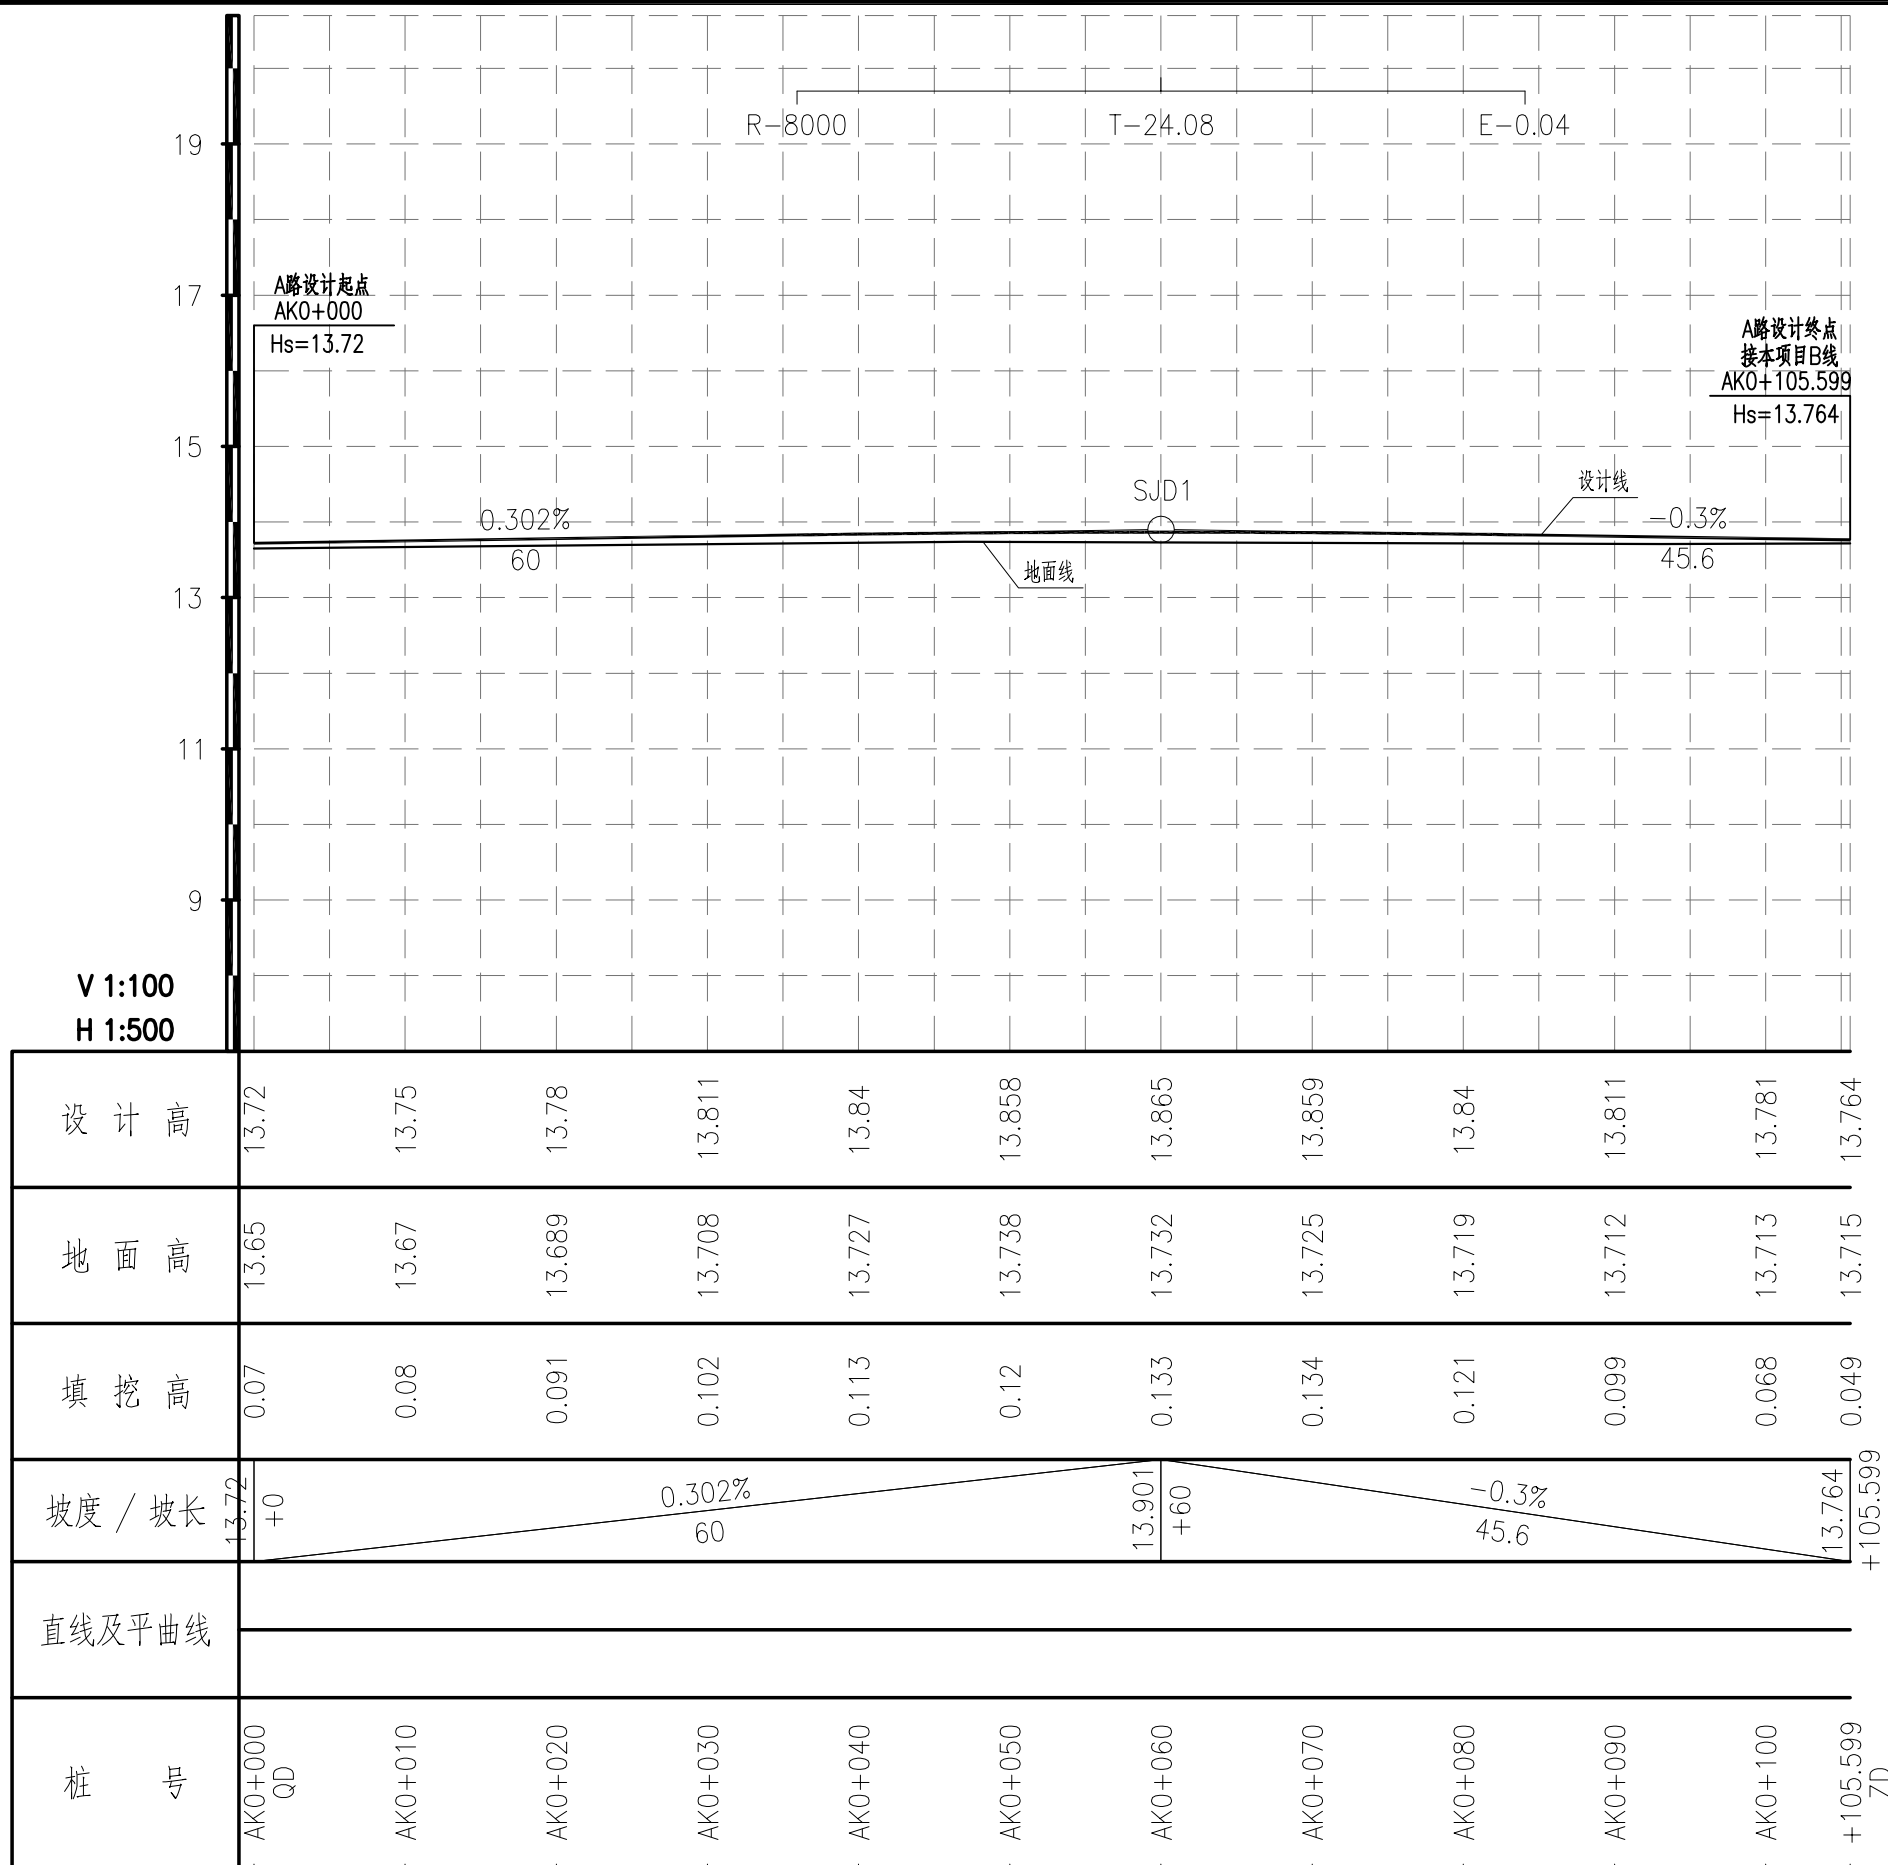 R-8000 T-24.08 E-0.04
19
17
15
13
11
9
A路设计起点
AK0+000
Hs=13.72
A路设计终点
接本项目B线
AK0+105.599
Hs=13.764
SJD1
设计线
0.302%
60
地面线
-0.3%
45.6
V 1:100
H 1:500
设计高 13.72 13.75 13.78 13.811 13.84 13.858 13.865 13.859 13.84 13.811 13.781 13.764
地面高 13.65 13.67 13.689 13.708 13.727 13.738 13.732 13.725 13.719 13.712 13.713 13.715
填挖高 0.07 0.08 0.091 0.102 0.113 0.12 0.133 0.134 0.121 0.099 0.068 0.049
坡度 / 坡长 13.72 +0 0.302% 60 13.901 +60 -0.3% 45.6 13.764 +105.599
直线及平曲线
桩号 AK0+000 QD AK0+010 AK0+020 AK0+030 AK0+040 AK0+050 AK0+060 AK0+070 AK0+080 AK0+090 AK0+100 +105.599 ZD